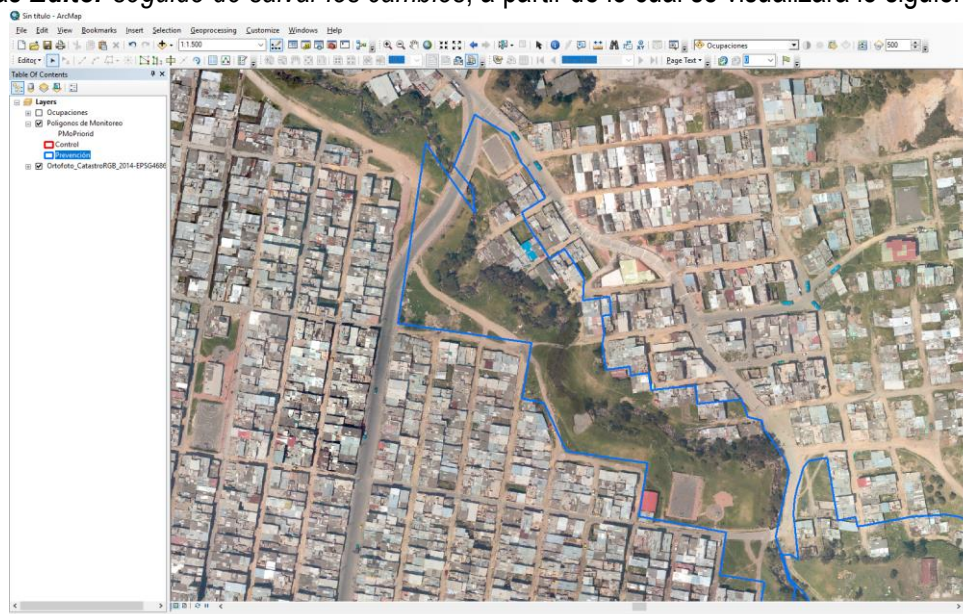 de Editor seguido de salvar los cambios, a partir de lo cual se visualizará lo siguien
Sin título - ArcMap
File Edit View Bookmarks Insert Selection Geoprocessing Customize Windows Help
1:1.500 Ocupaciones 500
Editor Page Text
Table Of Contents
Layers
Ocupaciones
Poligonos de Monitoreo
PMoPriorid
Control
Prevención
Ortofoto_CatastroRGB_2014-EPSG4686